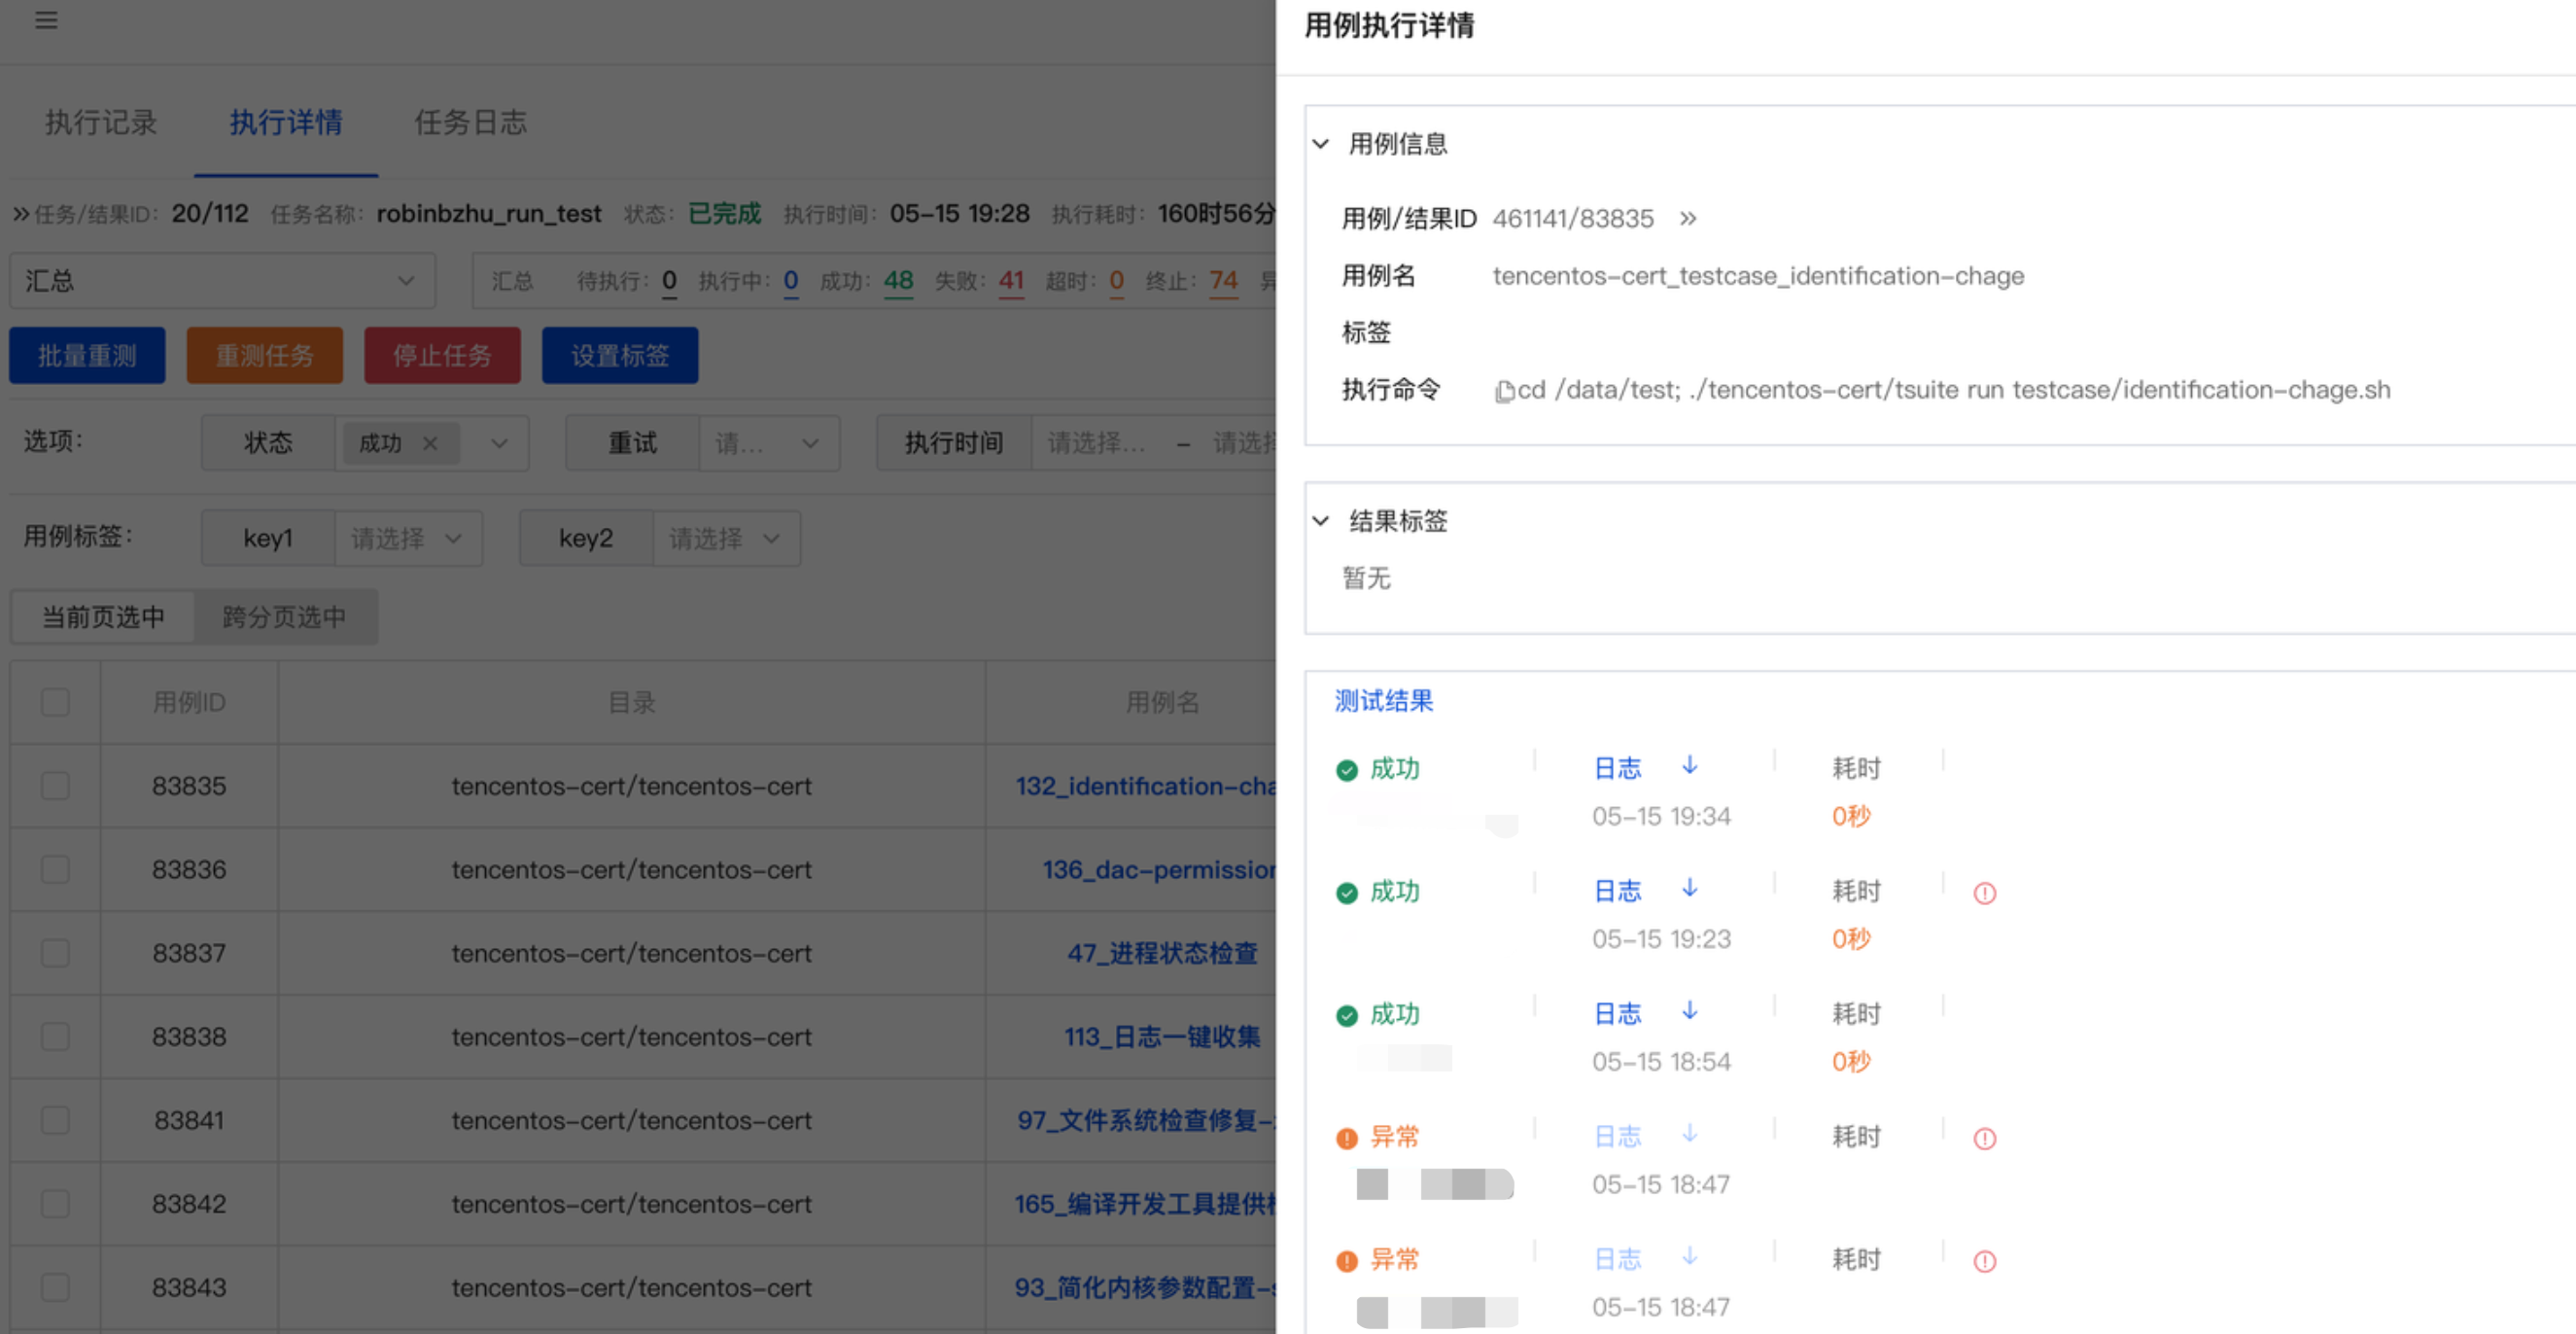 执行记录 执行详情 任务日志
任务/结果ID: 20/112 任务名称: robinbzhu_run_test 状态: 已完成 执行时间: 05-15 19:28 执行耗时: 160时56分
汇总 汇总 待执行: 0 执行中: 0 成功: 48 失败: 41 超时: 0 终止: 74
批量重测 重测任务 停止任务 设置标签
选项: 状态 成功 重试 请... 执行时间 请选择... - 请选择
用例标签: key1 请选择 key2 请选择
当前页选中 跨分页选中
用例ID 目录 用例名
83835 tencentos-cert/tencentos-cert 132_identification-cha
83836 tencentos-cert/tencentos-cert 136_dac-permission
83837 tencentos-cert/tencentos-cert 47_进程状态检查
83838 tencentos-cert/tencentos-cert 113_日志一键收集
83841 tencentos-cert/tencentos-cert 97_文件系统检查修复-
83842 tencentos-cert/tencentos-cert 165_编译开发工具提供
83843 tencentos-cert/tencentos-cert 93_简化内核参数配置-s
用例执行详情
用例信息
用例/结果ID 461141/83835
用例名 tencentos-cert_testcase_identification-chage
标签
执行命令 cd /data/test; ./tencentos-cert/tsuite run testcase/identification-chage.sh
结果标签
暂无
测试结果
成功 日志 ↓ 耗时
05-15 19:34 0秒
成功 日志 ↓ 耗时
05-15 19:23 0秒
成功 日志 ↓ 耗时
05-15 18:54 0秒
异常 日志 ↓ 耗时
05-15 18:47
异常 日志 ↓ 耗时
05-15 18:47